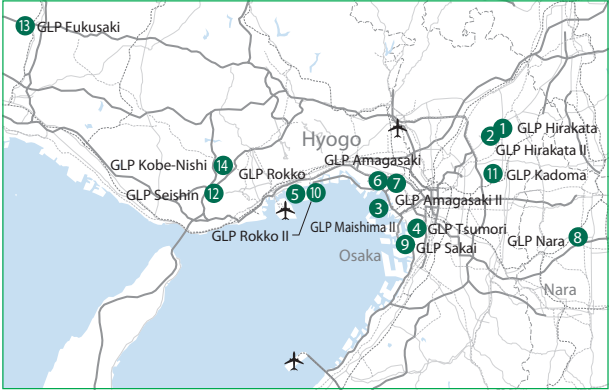 13 GLP Fukusaki
Hyogo
1 GLP Hirakata
2 GLP Hirakata II
GLP Kobe-Nishi 14
GLP Rokko
GLP Amagasaki
11 GLP Kadoma
GLP Seishin 12
5 10
6 7
GLP Amagasaki II
3
GLP Maishima II
4 GLP Tsumori
GLP Rokko II
GLP Nara 8
9 GLP Sakai
Osaka
Nara